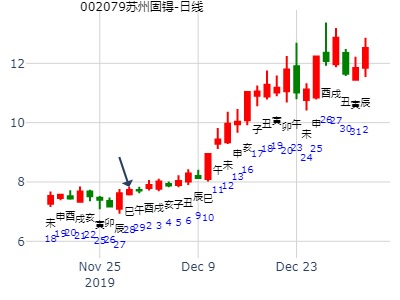 002079苏州固锝-日线
12
10
8
6
未申酉戌亥寅卯辰巳午酉戌亥子丑辰巳午未申亥子丑寅卯午未申酉戌丑寅辰
18 19 20 21 22 25 26 27 28 29 2 3 4 5 6 9 10 11 12 13 16 17 18 19 20 23 24 25 26 27 30 31 2
Nov 25
2019
Dec 9
Dec 23